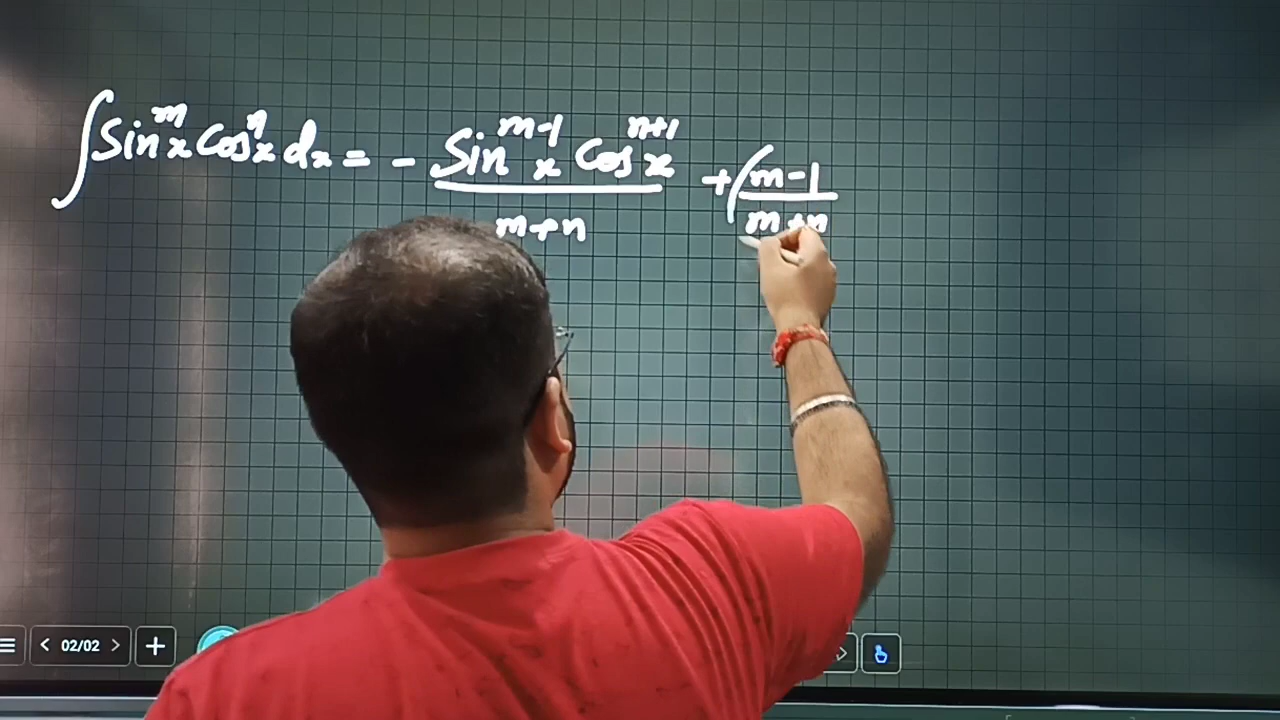 ∫ Sin^m x Cos^n x dx = - Sin^(m-1) x Cos^(n+1) x / m+n + (m-1 / m+n
02/02